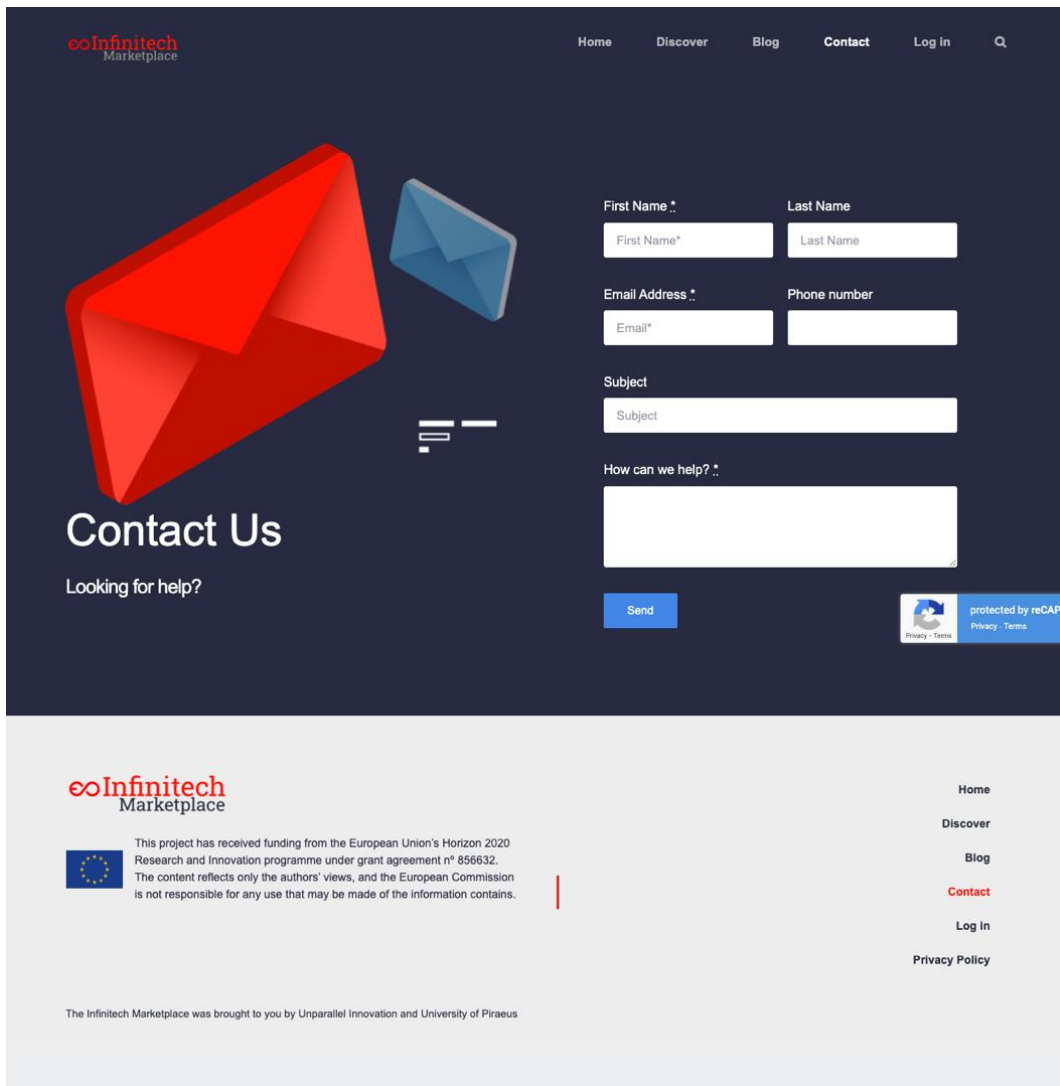 Infinitech
Marketplace
Home Discover Blog Contact Log in
First Name * Last Name
First Name* Last Name
Email Address * Phone number
Email*
Subject
Subject
How can we help? *
Contact Us
Looking for help?
Send
protected by reCAP
Privacy - Terms
Privacy - Terms
Infinitech
Marketplace
This project has received funding from the European Union's Horizon 2020
Research and Innovation programme under grant agreement nº 856632.
The content reflects only the authors' views, and the European Commission
is not responsible for any use that may be made of the information contains.
Home
Discover
Blog
Contact
Log in
Privacy Policy
The Infinitech Marketplace was brought to you by Unparallel Innovation and University of Piraeus